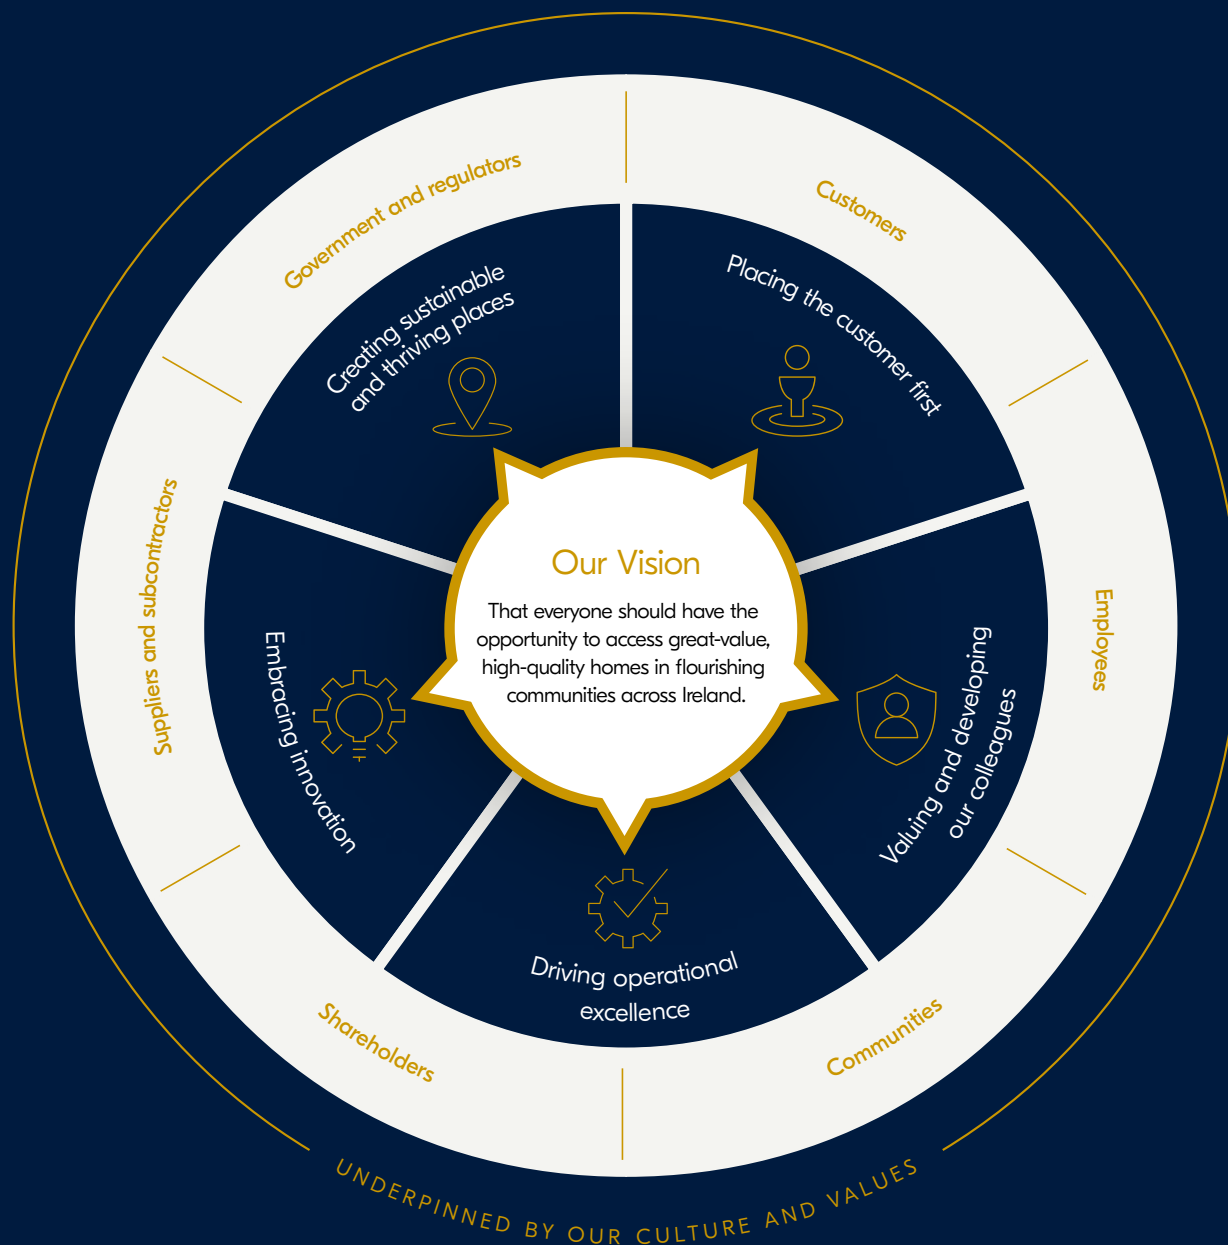 Government and regulators
Customers
Creating sustainable
and thriving places
Placing the customer first
Suppliers and subcontractors
Employees
Our Vision
That everyone should have the
opportunity to access great-value,
high-quality homes in flourishing
communities across Ireland.
Embracing innovation
Valuing and developing
our colleagues
Driving operational
excellence
Shareholders
Communities
UNDERPINNED BY OUR CULTURE AND VALUES